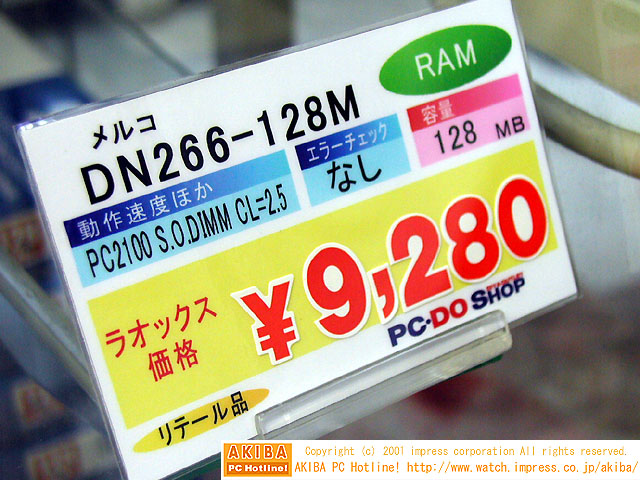 RAM
メルコ
DN266-128M
動作速度ほか
PC2100 S.O.DIMM CL=2.5
エラーチェック
なし
容量
128 MB
ラオックス
価格
¥9,280
PC・DO SHOP
リテール品
AKIBA
PC Hotline!
Copyright (c) 2001 impress corporation All rights reserved.
AKIBA PC Hotline! http://www.watch.impress.co.jp/akiba/